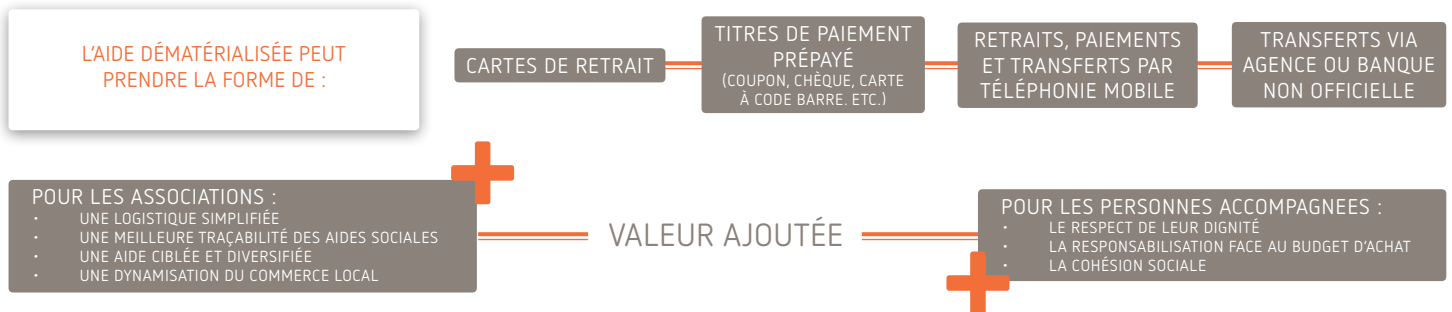 L'AIDE DÉMATÉRIALISÉE PEUT
PRENDRE LA FORME DE :
CARTES DE RETRAIT
TITRES DE PAIEMENT
PRÉPAYÉ
(COUPON, CHÈQUE, CARTE
À CODE BARRE. ETC.)
RETRAITS, PAIEMENTS
ET TRANSFERTS PAR
TÉLÉPHONIE MOBILE
TRANSFERTS VIA
AGENCE OU BANQUE
NON OFFICIELLE
POUR LES ASSOCIATIONS :
• UNE LOGISTIQUE SIMPLIFIÉE
• UNE MEILLEURE TRAÇABILITÉ DES AIDES SOCIALES
• UNE AIDE CIBLÉE ET DIVERSIFIÉE
• UNE DYNAMISATION DU COMMERCE LOCAL
VALEUR AJOUTÉE
POUR LES PERSONNES ACCOMPAGNEES :
• LE RESPECT DE LEUR DIGNITÉ
• LA RESPONSABILISATION FACE AU BUDGET D'ACHAT
• LA COHÉSION SOCIALE